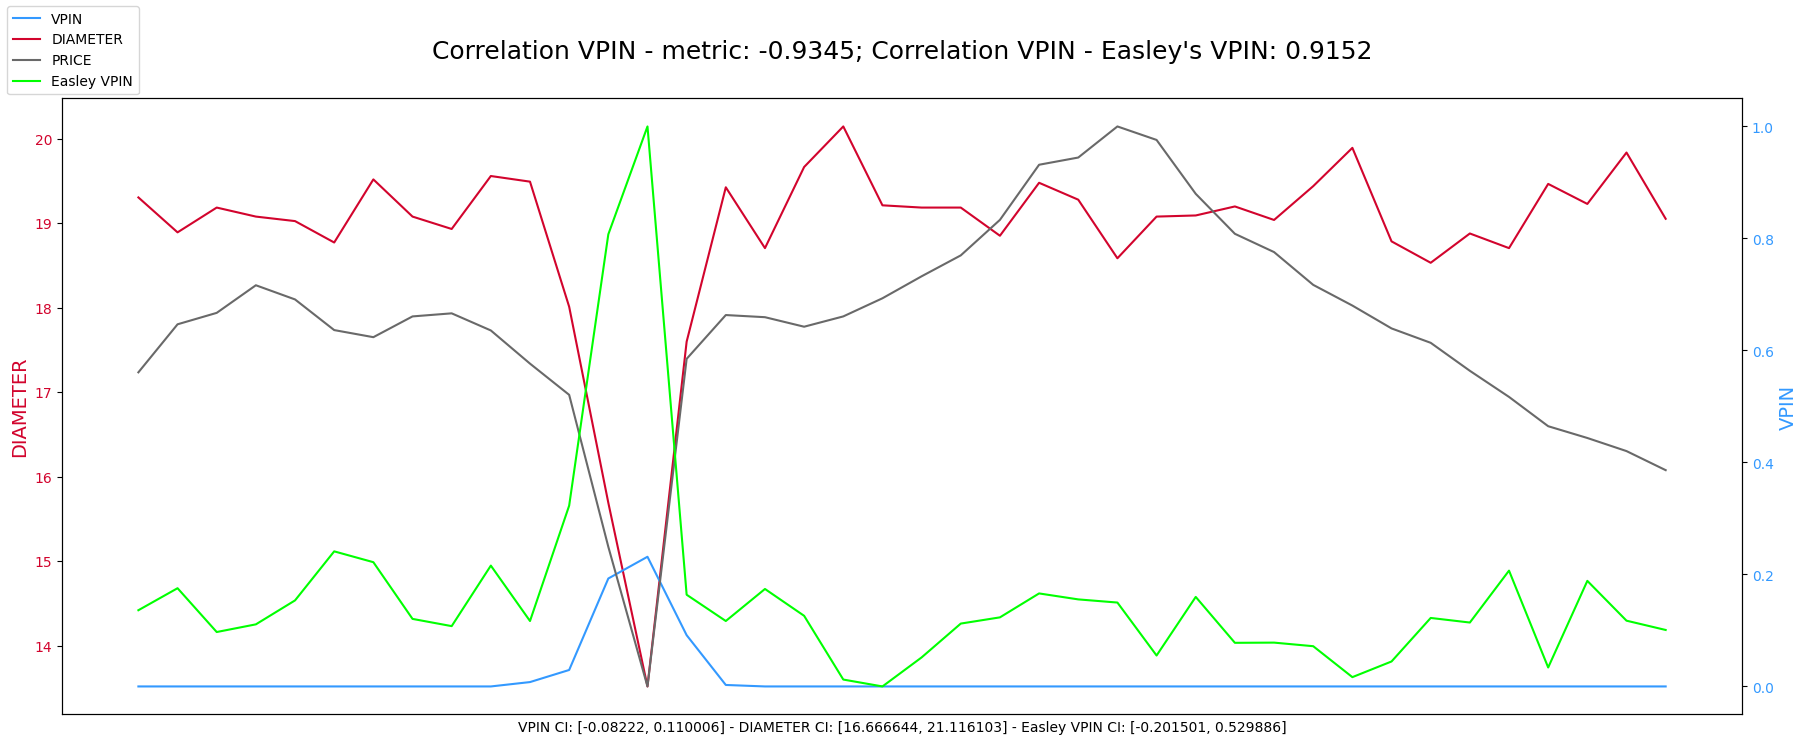 VPIN
DIAMETER
PRICE
Easley VPIN
Correlation VPIN - metric: -0.9345; Correlation VPIN - Easley's VPIN: 0.9152
DIAMETER
20
19
18
17
16
15
14
1.0
0.8
0.6
0.4
0.2
0.0
VPIN
VPIN CI: [-0.08222, 0.110006] - DIAMETER CI: [16.666644, 21.116103] - Easley VPIN CI: [-0.201501, 0.529886]